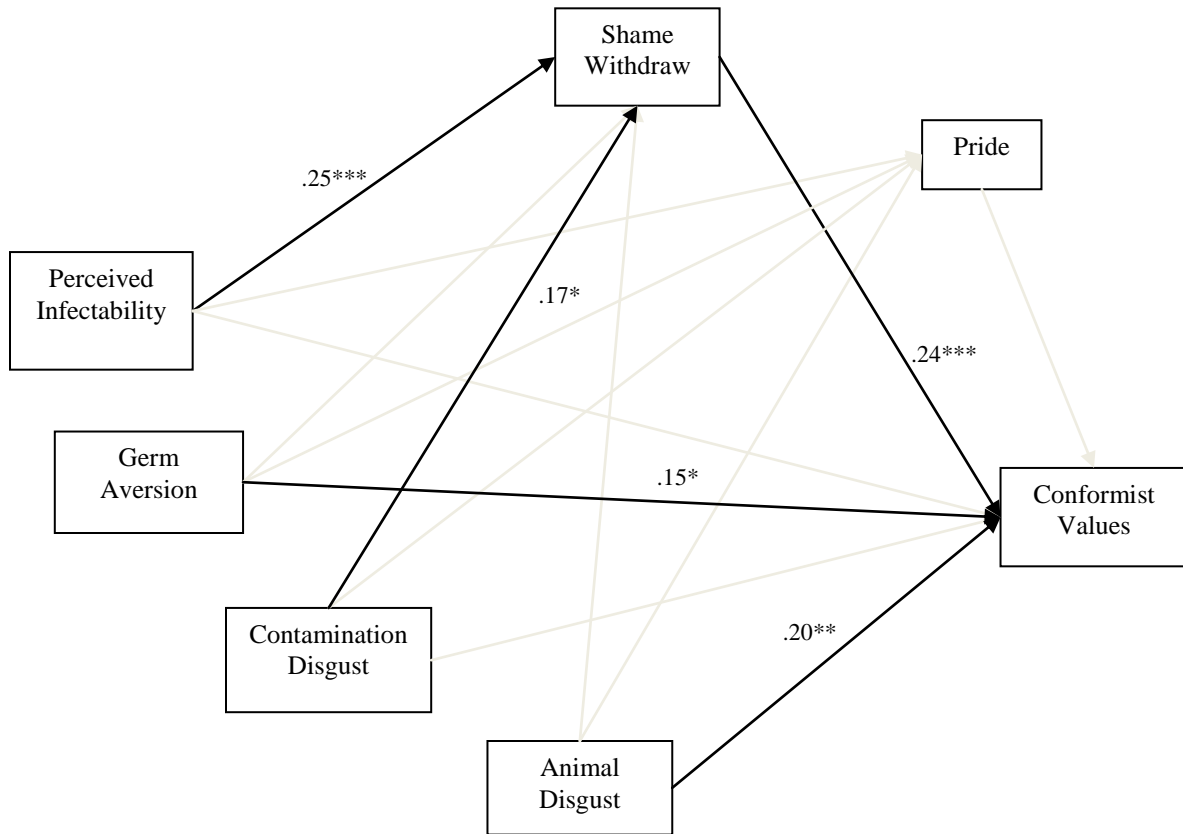 Shame
Withdraw
Pride
.25***
Perceived
Infectability
.17*
.24***
Germ
Aversion
.15*
Conformist
Values
Contamination
Disgust
.20**
Animal
Disgust